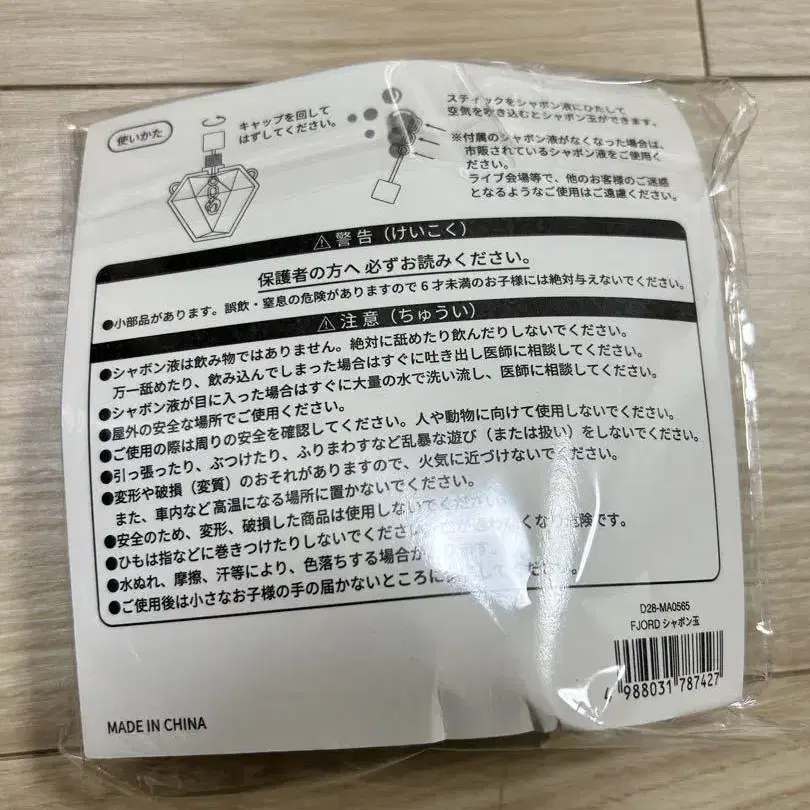 使いかた
キャップを回して
はずしてください。
スティックをシャボン液にひたして
空気を吹き込むとシャボン玉ができます。
※付属のシャボン液がなくなった場合は、
市販されているシャボン液をご使用く
ださい。
ライブ会場等で、他のお客様のご迷惑
となるようなご使用はご遠慮ください。
⚠警告（けいこく）
保護者の方へ 必ずお読みください。
●小部品があります。誤飲・窒息の危険がありますので６才未満のお子様には絶対与えないでください。
⚠注意（ちゅうい）
●シャボン液は飲み物ではありません。絶対に舐めたり飲んだりしないでください。
万一舐めたり、飲み込んでしまった場合はすぐに吐き出し医師に相談してください。
●シャボン液が目に入った場合はすぐに大量の水で洗い流し、医師に相談してください。
●屋外の安全な場所でご使用ください。
●ご使用の際は周りの安全を確認してください。人や動物に向けて使用しないでください。
●引っ張ったり、ぶつけたり、ふりまわすなど乱暴な遊び（または扱い）をしないでください。
●変形や破損（変質）のおそれがありますので、火気に近づけないでください。
また、車内など高温になる場所に置かないでください。
●安全のため、変形、破損した商品は使用しないでください。
●ひもは指などに巻きつけたりしないでください なくなり危険です。
●水ぬれ、摩擦、汗等により、色落ちする場合が ます。
●ご使用後は小さなお子様の手の届かないところに してください。
D28-MA0565
FJORD シャボン玉
4 988031 787427
MADE IN CHINA